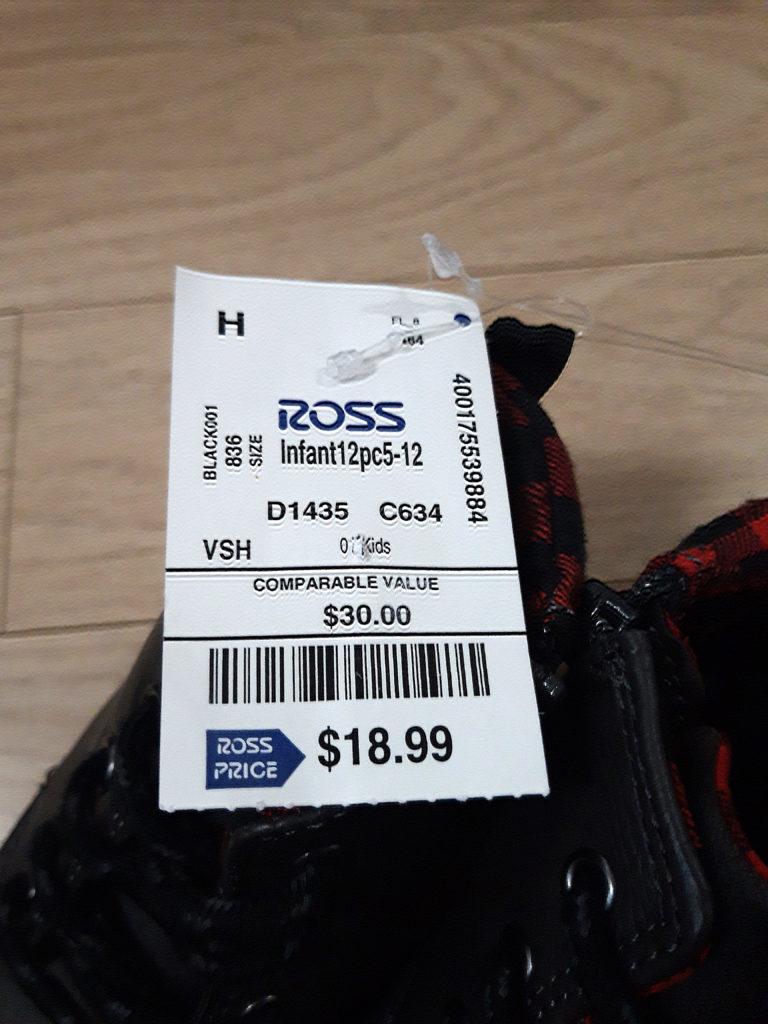 H
FL 8
ROSS
Infant12pc5-12
BLACK001
836
SIZE
400175539884
D1435 C634
VSH
Kids
COMPARABLE VALUE
$30.00
ROSS
PRICE
$18.99